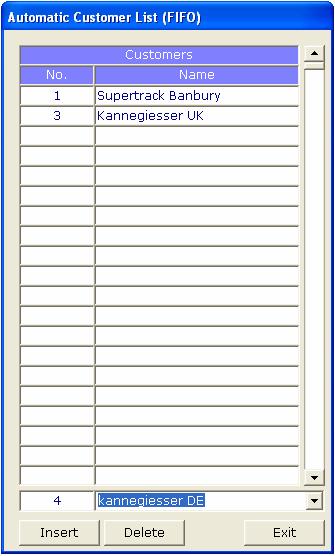 Automatic Customer List (FIFO)
Customers
No. Name
1 Supertrack Banbury
3 Kannegiesser UK
4 kannegiesser DE
Insert Delete Exit